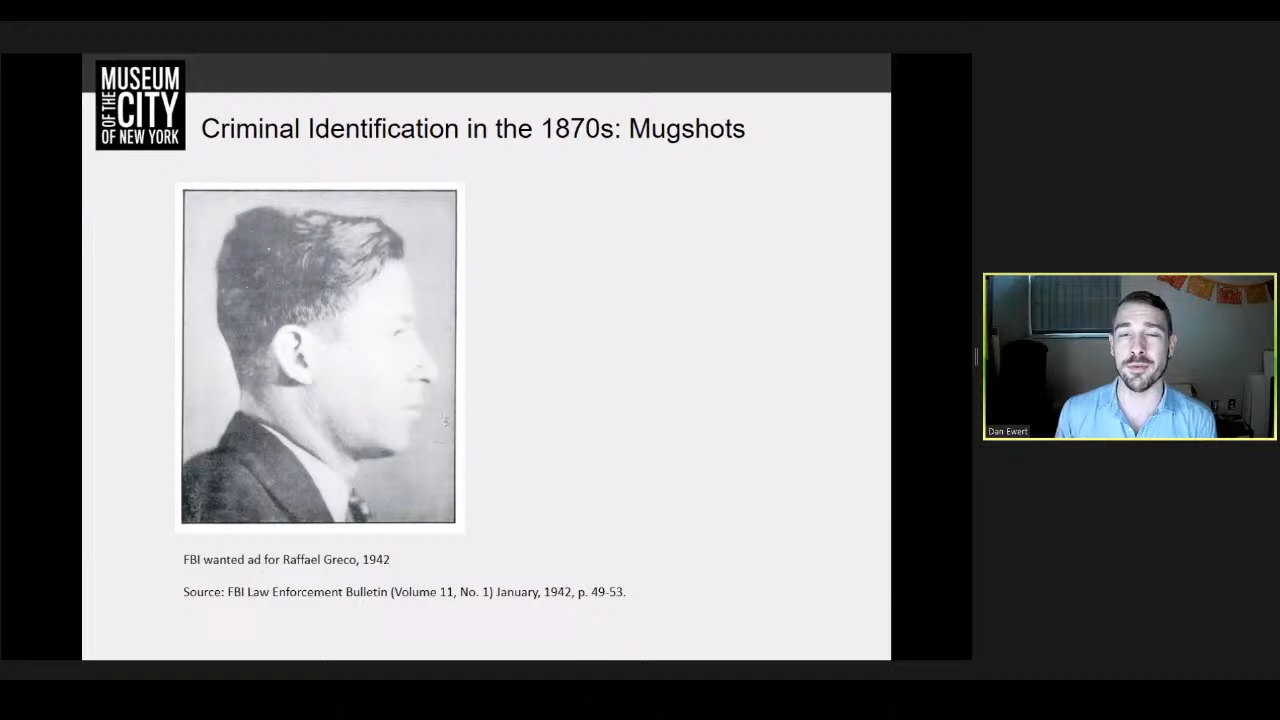 MUSEUM
OF THE
CITY
OF NEW YORK
Criminal Identification in the 1870s: Mugshots
FBI wanted ad for Raffael Greco, 1942
Source: FBI Law Enforcement Bulletin (Volume 11, No. 1) January, 1942, p. 49-53.
Dan Ewert